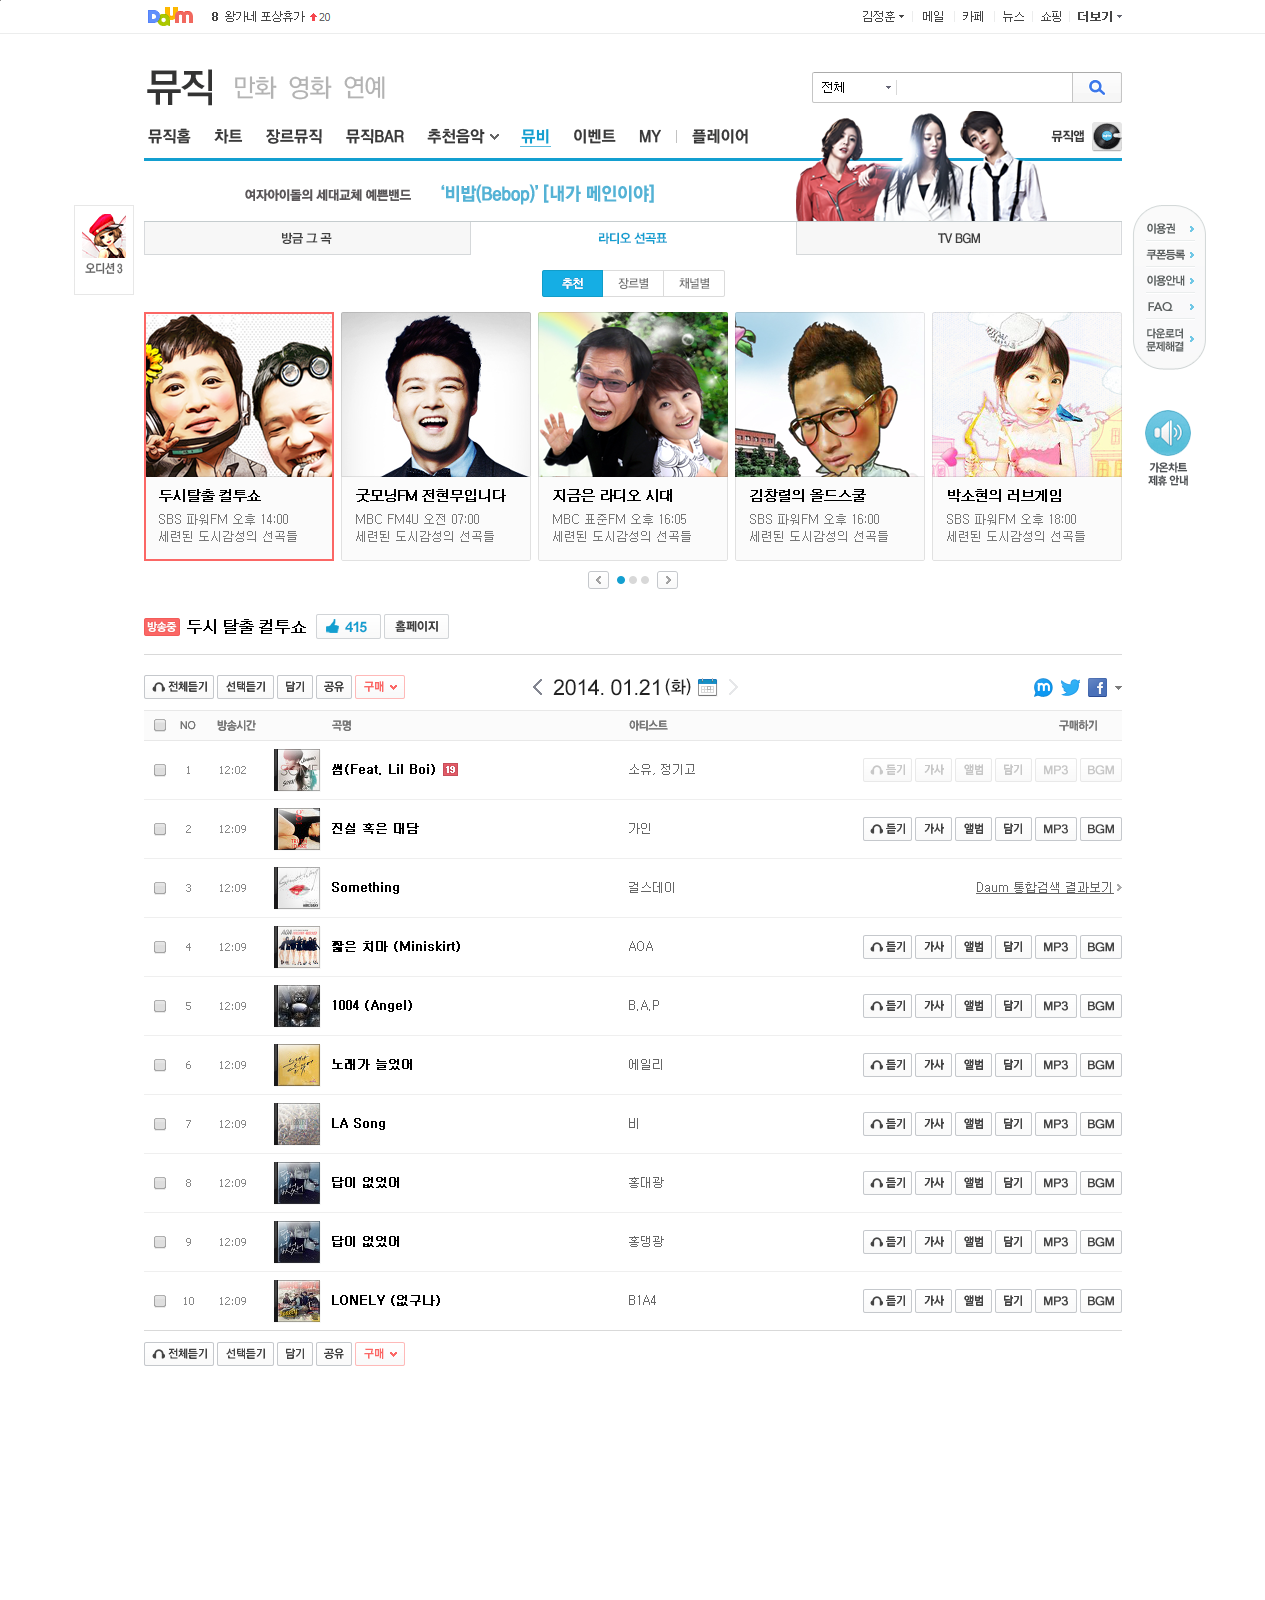 Daum 8 왕가네 포상휴가 20 김정훈 메일 카페 뉴스 쇼핑 더보기
뮤직 만화 영화 연예
전체
뮤직홈 차트 장르뮤직 뮤직BAR 추천음악 뮤비 이벤트 MY 플레이어 뮤직앱
여자아이돌의 세대교체 예쁜밴드 ‘비밥(Bebop)’ [내가 메인이야]
방금 그 곡 라디오 선곡표 TV BGM
오디션 3
이용권
쿠폰등록
이용안내
FAQ
다운로더
문제해결
가온차트
제휴 안내
추천 장르별 채널별
두시탈출 컬투쇼
SBS 파워FM 오후 14:00
세련된 도시감성의 선곡들
굿모닝FM 전현무입니다
MBC FM4U 오전 07:00
세련된 도시감성의 선곡들
지금은 라디오 시대
MBC 표준FM 오후 16:05
세련된 도시감성의 선곡들
김창렬의 올드스쿨
SBS 파워FM 오후 16:00
세련된 도시감성의 선곡들
박소현의 러브게임
SBS 파워FM 오후 18:00
세련된 도시감성의 선곡들
방송중 두시 탈출 컬투쇼 415 홈페이지
전체듣기 선택듣기 담기 공유 구매 2014. 01.21(화)
NO 방송시간 곡명 아티스트 구매하기
1 12:02 썸(Feat. Lil Boi) 19 소유, 정기고 듣기 가사 앨범 담기 MP3 BGM
2 12:09 진실 혹은 대담 가인 듣기 가사 앨범 담기 MP3 BGM
3 12:09 Something 걸스데이 Daum 통합검색 결과보기
4 12:09 짧은 치마 (Miniskirt) AOA 듣기 가사 앨범 담기 MP3 BGM
5 12:09 1004 (Angel) B.A.P 듣기 가사 앨범 담기 MP3 BGM
6 12:09 노래가 늘었어 에일리 듣기 가사 앨범 담기 MP3 BGM
7 12:09 LA Song 비 듣기 가사 앨범 담기 MP3 BGM
8 12:09 답이 없었어 홍대광 듣기 가사 앨범 담기 MP3 BGM
9 12:09 답이 없었어 홍댕광 듣기 가사 앨범 담기 MP3 BGM
10 12:09 LONELY (없구나) B1A4 듣기 가사 앨범 담기 MP3 BGM
전체듣기 선택듣기 담기 공유 구매